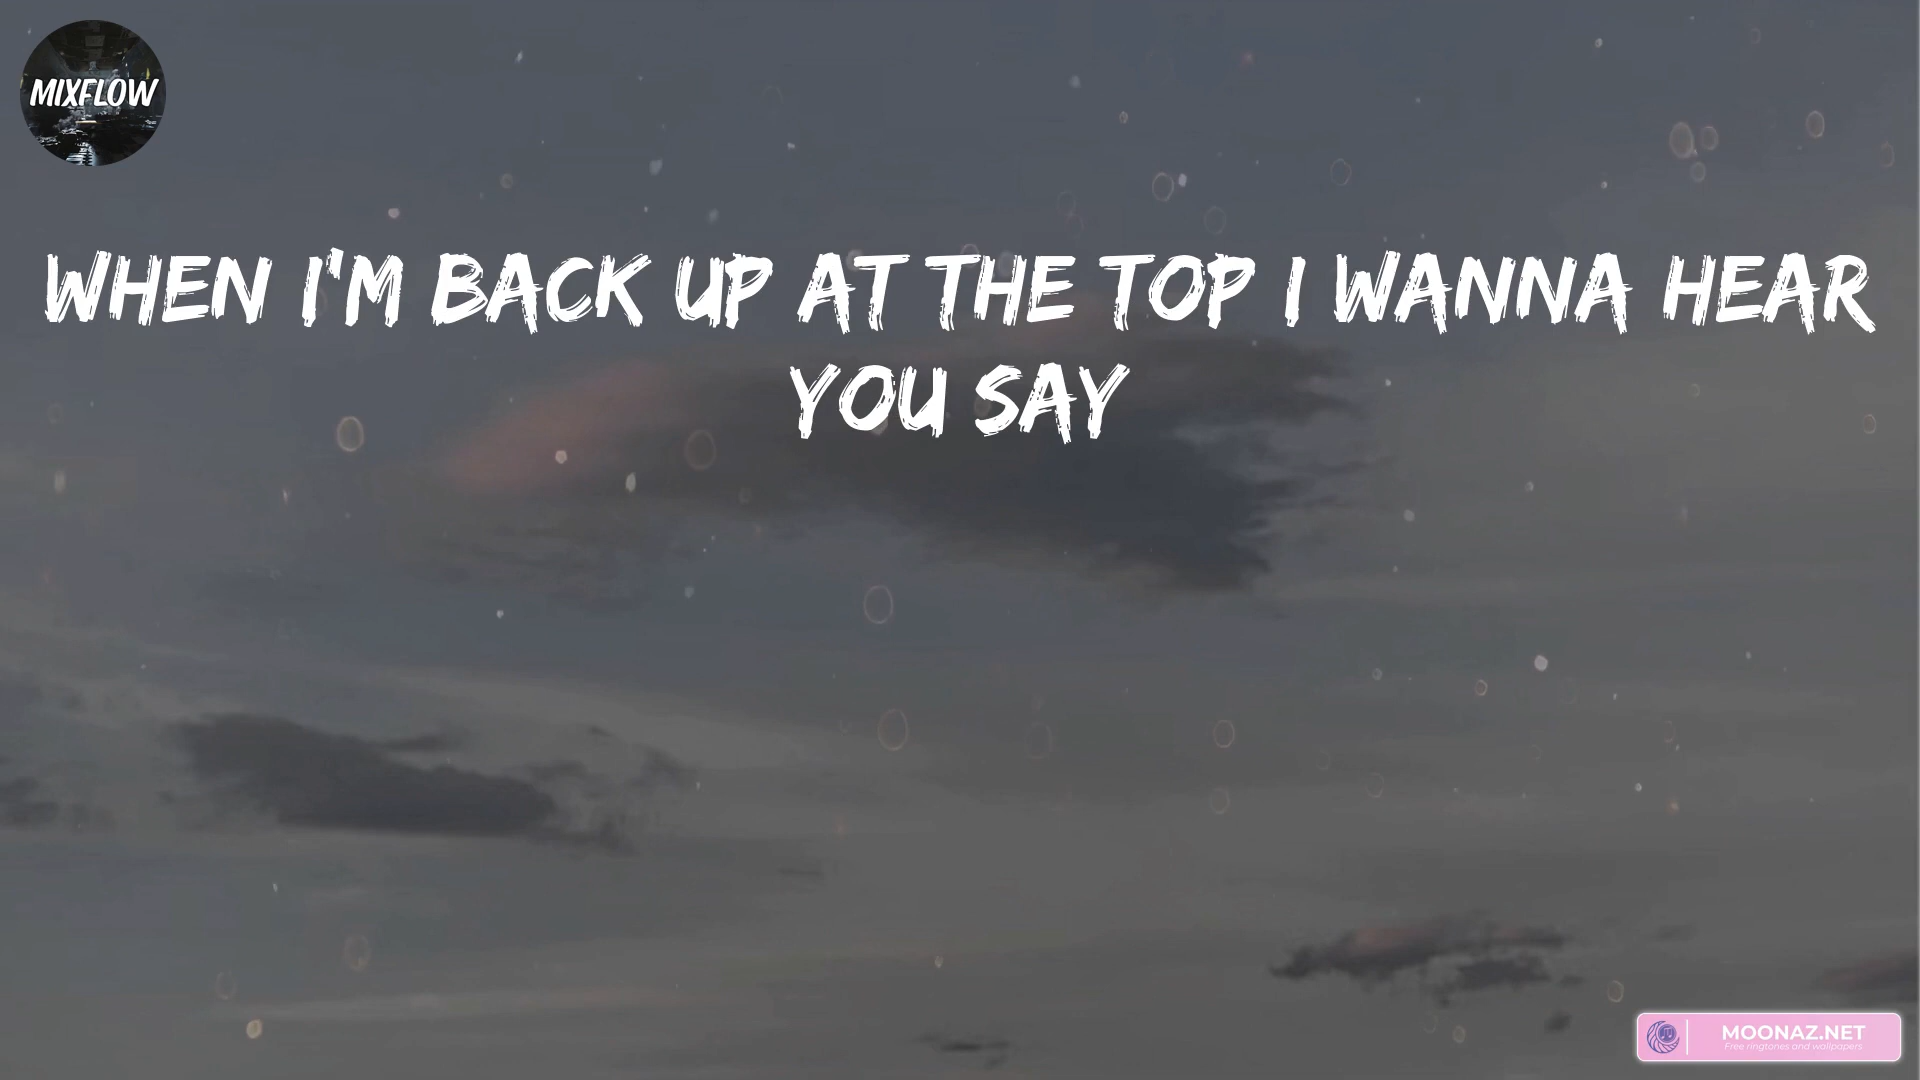 MIXFLOW
WHEN I'M BACK UP AT THE TOP I WANNA HEAR
YOU SAY
MOONAZ.NET
Free ringtones and wallpapers